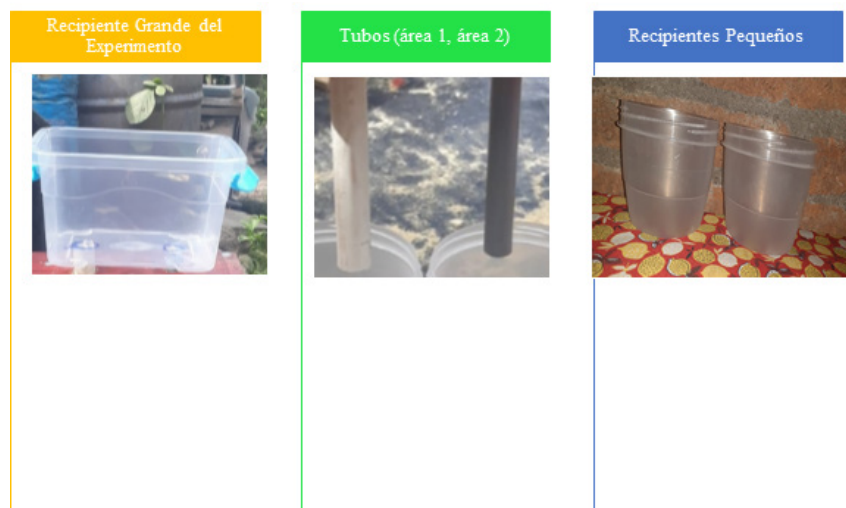 Recipiente Grande del
Experimento
Tubos (área 1, área 2)
Recipientes Pequeños